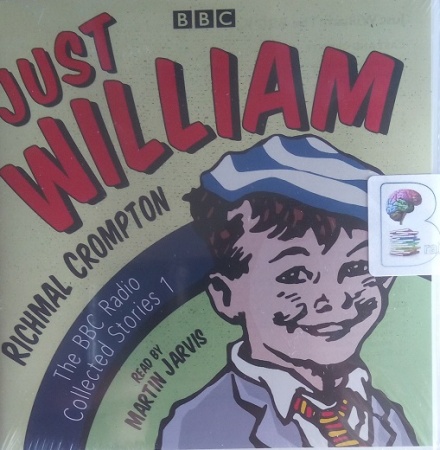 BBC
JUST
WILLIAM
RICHMAL CROMPTON
The BBC Radio
Collected Stories 1
READ BY
MARTIN JARVIS